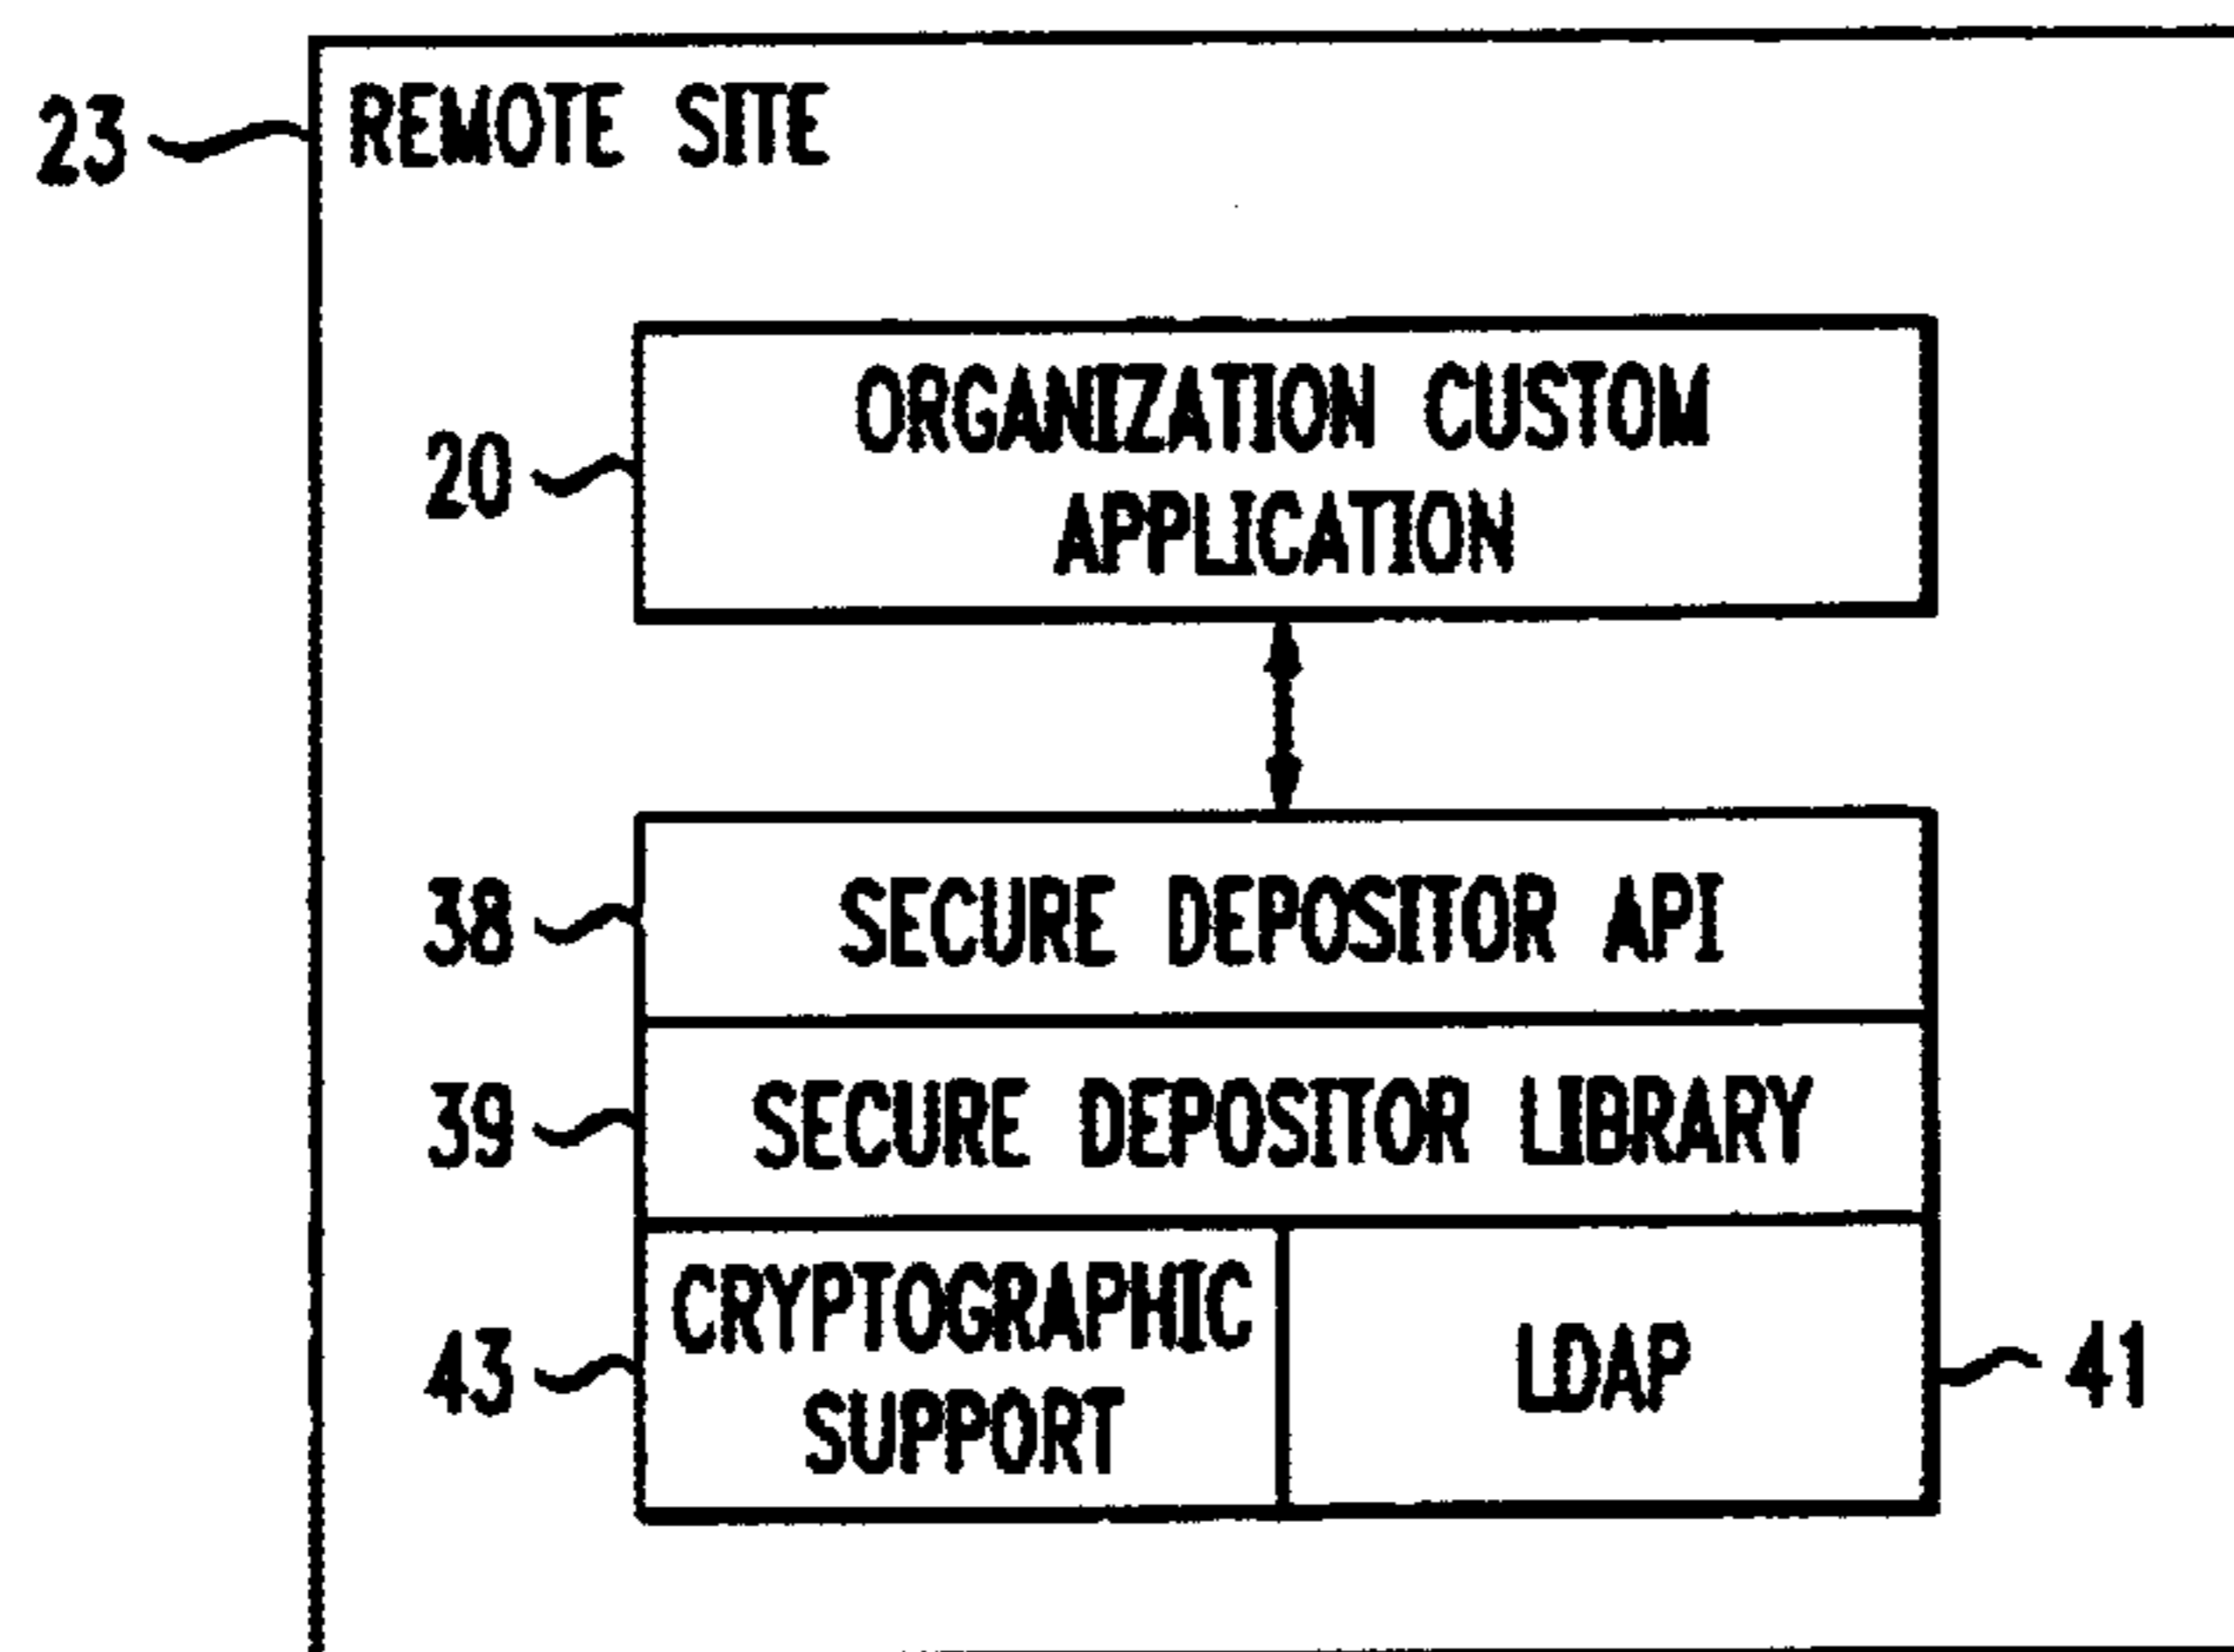 23 REMOTE SITE
ORGANIZATION CUSTOM
20
APPLICATION
38 SECURE DEPOSITOR API
39 SECURE DEPOSITOR LIBRARY
CRYPTOGRAPHIC
43 LDAP 41
SUPPORT